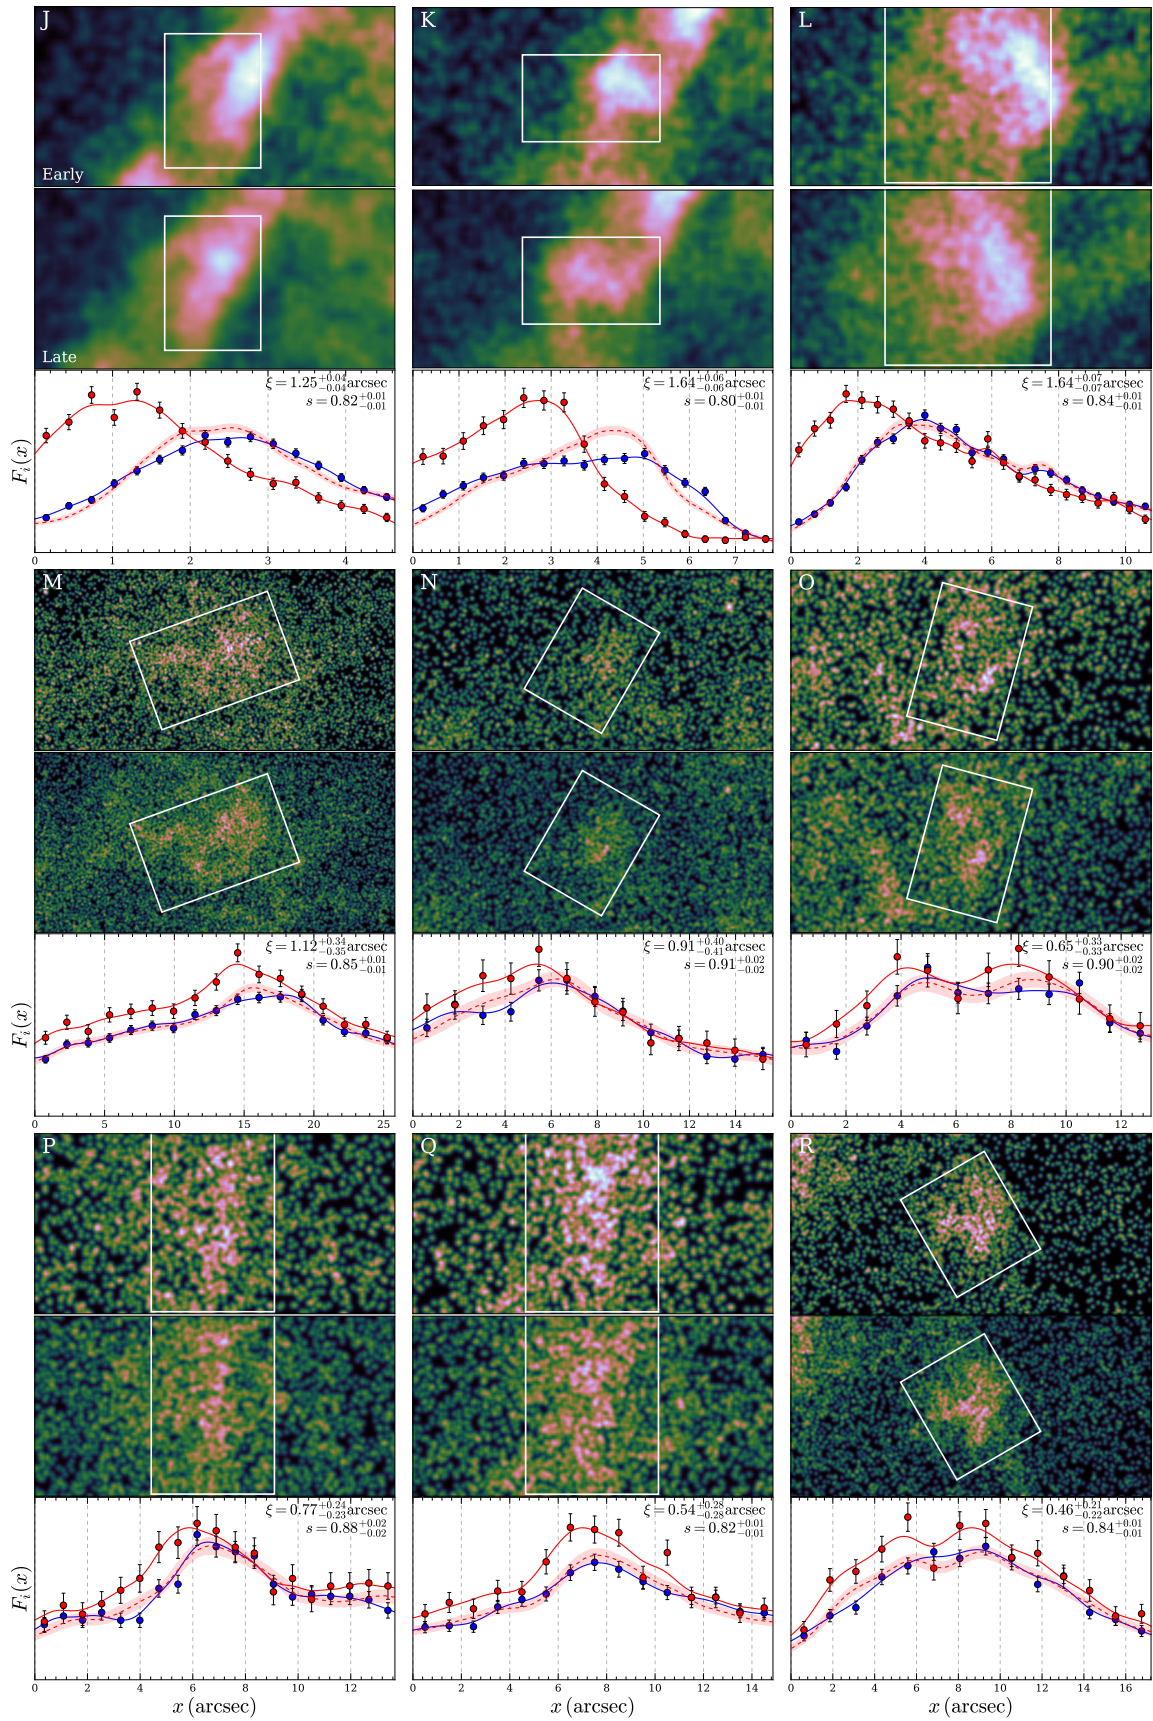 J K L
Early
Late
ξ = 1.25 +0.04 −0.04 arcsec
s = 0.82 +0.01 −0.01
ξ = 1.64 +0.06 −0.06 arcsec
s = 0.80 +0.01 −0.01
ξ = 1.64 +0.07 −0.07 arcsec
s = 0.84 +0.01 −0.01
F_i(x)
0 1 2 3 4
0 1 2 3 4 5 6 7
0 2 4 6 8 10
M N O
ξ = 1.12 +0.34 −0.35 arcsec
s = 0.85 +0.01 −0.01
ξ = 0.91 +0.40 −0.41 arcsec
s = 0.91 +0.02 −0.02
ξ = 0.65 +0.33 −0.33 arcsec
s = 0.90 +0.02 −0.02
F_i(x)
0 5 10 15 20 25
0 2 4 6 8 10 12 14
0 2 4 6 8 10 12
P Q R
ξ = 0.77 +0.24 −0.23 arcsec
s = 0.88 +0.02 −0.02
ξ = 0.54 +0.28 −0.28 arcsec
s = 0.82 +0.01 −0.01
ξ = 0.46 +0.21 −0.22 arcsec
s = 0.84 +0.01 −0.01
F_i(x)
0 2 4 6 8 10 12
0 2 4 6 8 10 12 14
0 2 4 6 8 10 12 14 16
x (arcsec) x (arcsec) x (arcsec)